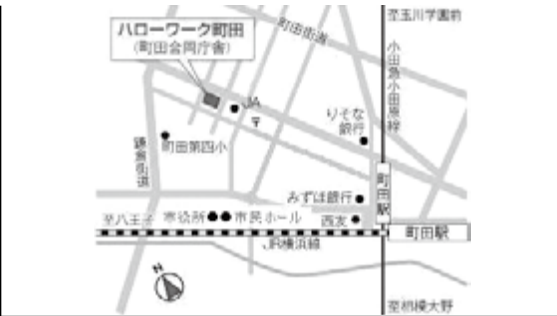 至玉川学園前
ハローワーク町田
(町田合同庁舎)
町田街道
小田急小田原線
JA
〒
りそな
銀行
町田第四小
鎌倉街道
町田駅
みずほ銀行
至八王子
市役所
市民ホール
西友
町田駅
JR横浜線
N
至相模大野